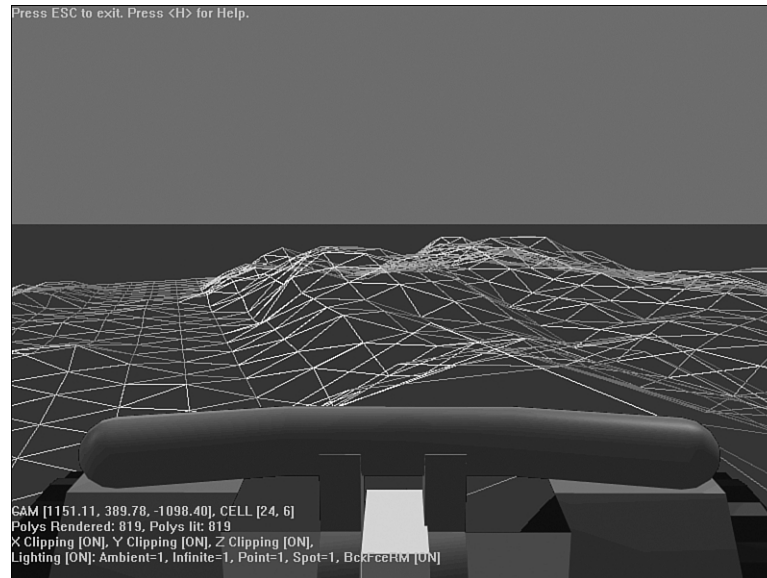 Press ESC to exit. Press <H> for Help.
CAM [1151.11, 389.78, -1098.40], CELL [24, 6]
Polys Rendered: 819, Polys lit: 819
X Clipping [ON], Y Clipping [ON], Z Clipping [ON],
Lighting [ON]: Ambient=1, Infinite=1, Point=1, Spot=1, BckFceRM [ON]